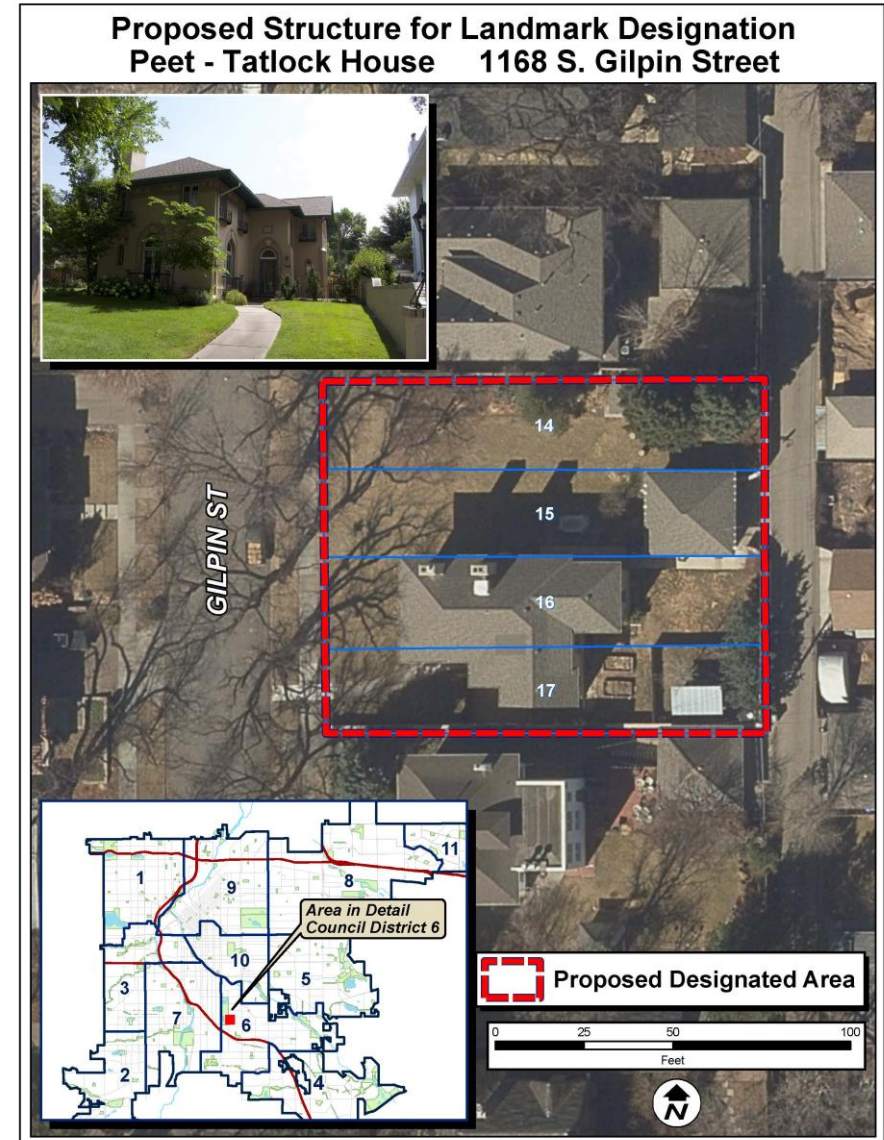 Proposed Structure for Landmark Designation
Peet - Tatlock House 1168 S. Gilpin Street
GILPIN ST
14
15
16
17
1
9
8
11
Area in Detail
Council District 6
10
5
3
7
6
2
4
Proposed Designated Area
0 25 50 100
Feet
N